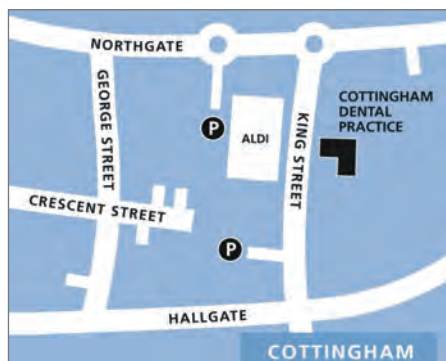 NORTHGATE
GEORGE STREET
P
ALDI
KING STREET
COTTINGHAM
DENTAL
PRACTICE
CRESCENT STREET
P
HALLGATE
COTTINGHAM